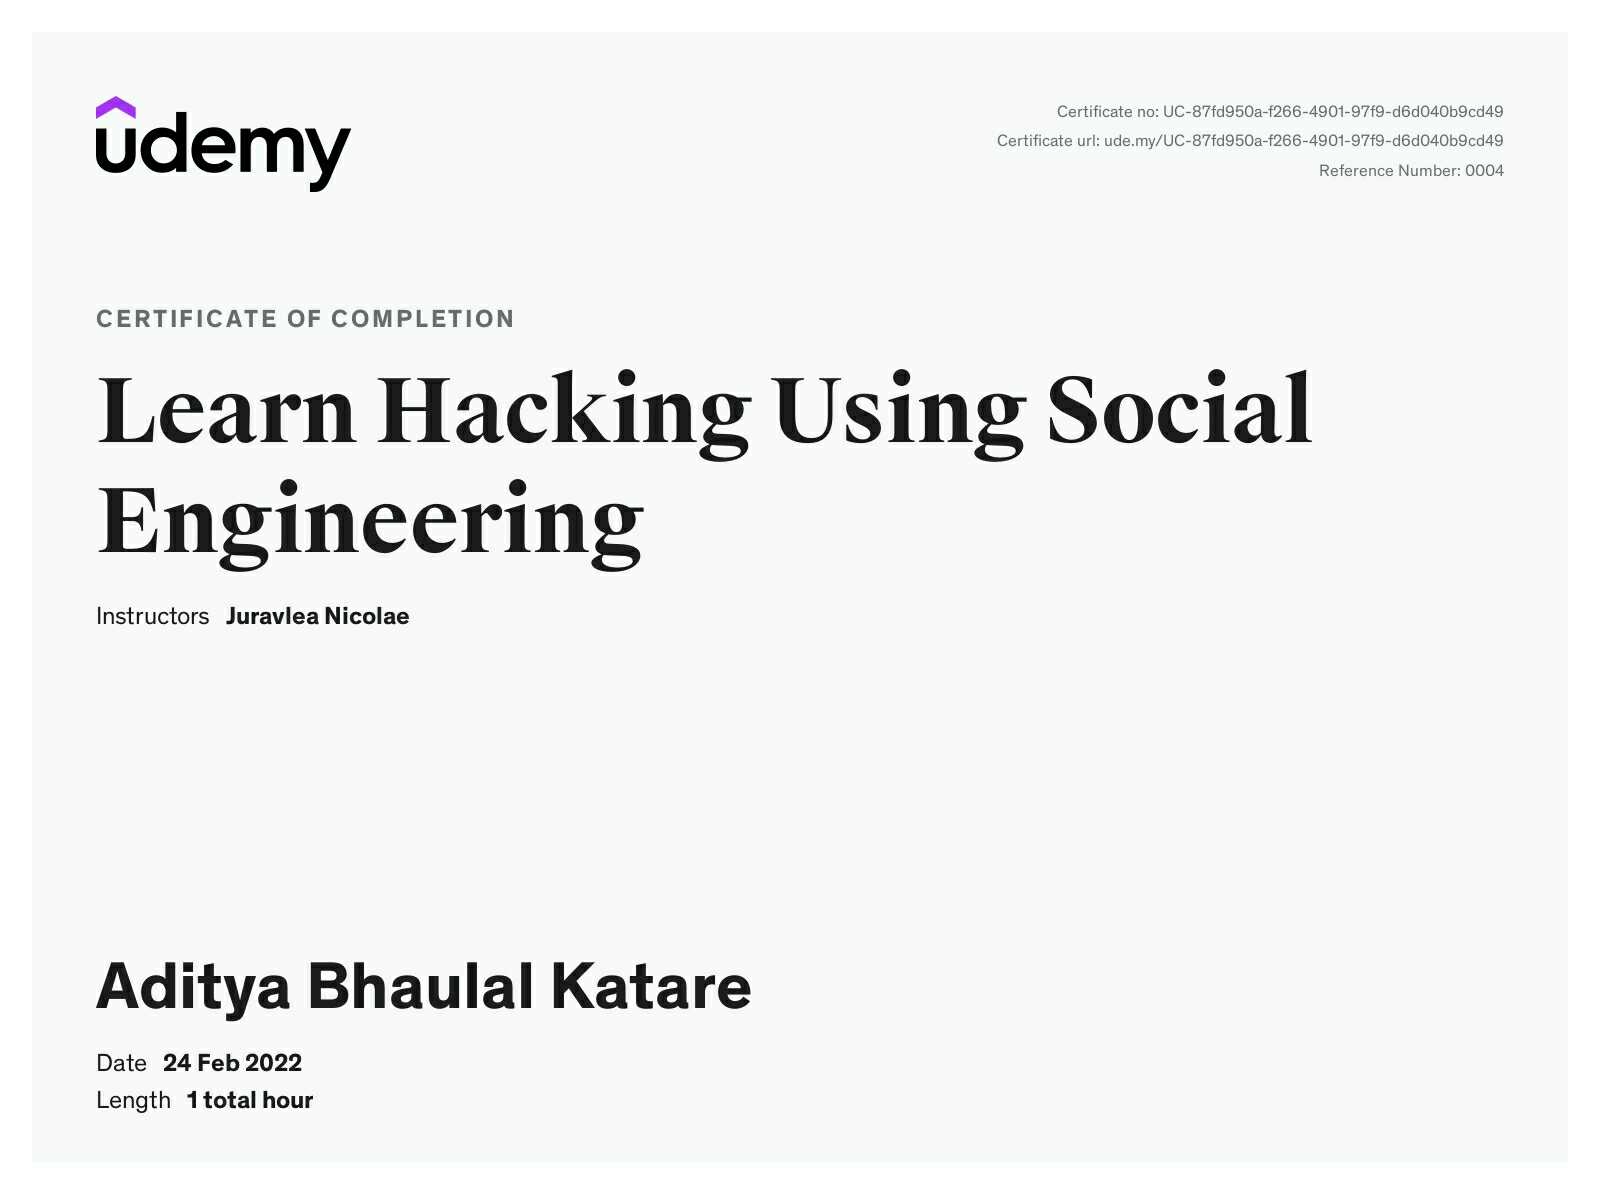 udemy
Certificate no: UC-87fd950a-f266-4901-97f9-d6d040b9cd49
Certificate url: ude.my/UC-87fd950a-f266-4901-97f9-d6d040b9cd49
Reference Number: 0004
CERTIFICATE OF COMPLETION
Learn Hacking Using Social
Engineering
Instructors Juravlea Nicolae
Aditya Bhaulal Katare
Date 24 Feb 2022
Length 1 total hour